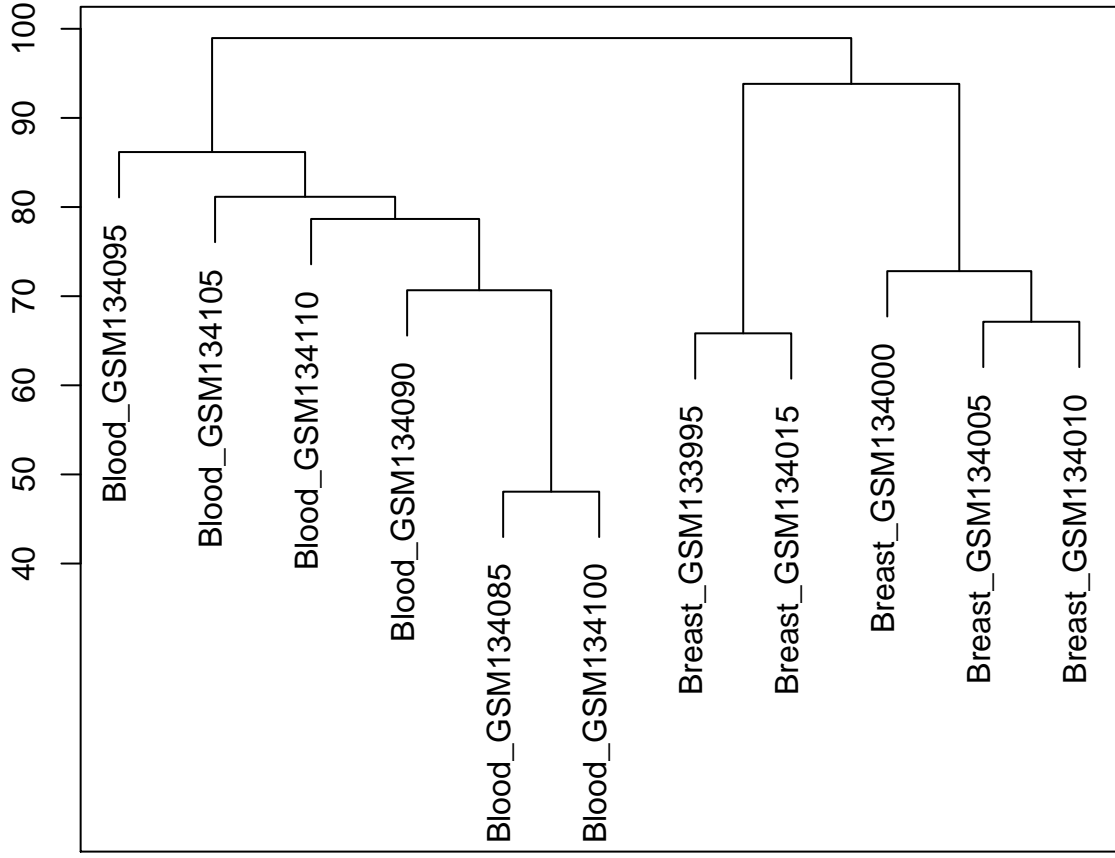 100
90
80
70
60
50
40
Blood_GSM134095
Blood_GSM134105
Blood_GSM134110
Blood_GSM134090
Blood_GSM134085
Blood_GSM134100
Breast_GSM133995
Breast_GSM134015
Breast_GSM134000
Breast_GSM134005
Breast_GSM134010